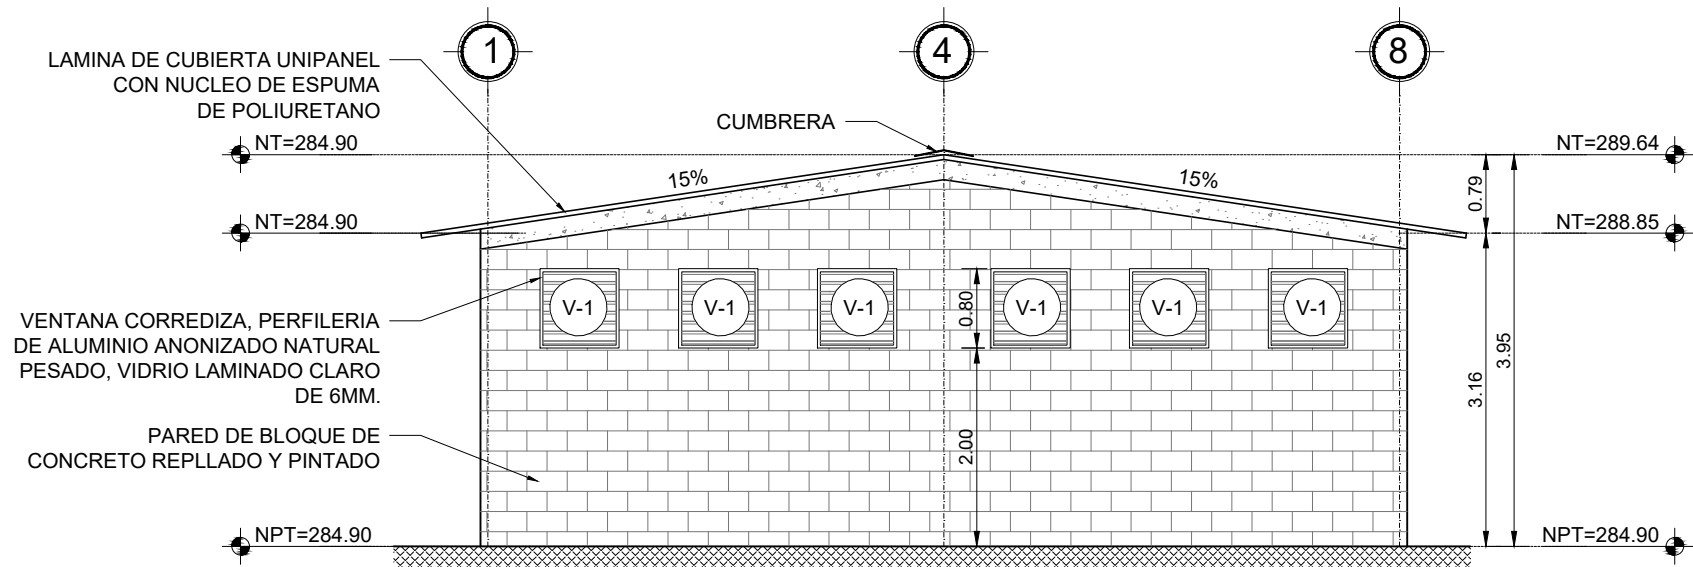 1
4
8
LAMINA DE CUBIERTA UNIPANEL
CON NUCLEO DE ESPUMA
DE POLIURETANO
CUMBRERA
NT=284.90
NT=289.64
15%
15%
0.79
NT=284.90
NT=288.85
V-1
V-1
V-1
V-1
V-1
V-1
0.80
VENTANA CORREDIZA, PERFILERIA
DE ALUMINIO ANONIZADO NATURAL
PESADO, VIDRIO LAMINADO CLARO
DE 6MM.
3.95
3.16
PARED DE BLOQUE DE
CONCRETO REPLLADO Y PINTADO
2.00
NPT=284.90
NPT=284.90